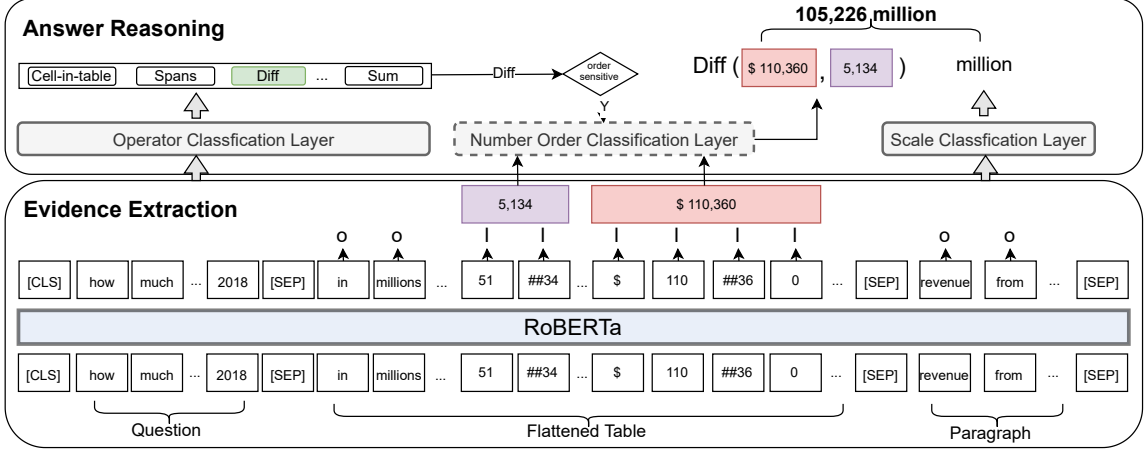 105,226 million
Answer Reasoning
Cell-in-table Spans Diff ... Sum
Diff
order
sensitive
Diff ( $ 110,360 , 5,134 ) million
Y
Operator Classfication Layer
Number Order Classification Layer
Scale Classfication Layer
Evidence Extraction
5,134 $ 110,360
O O I I I I I I O O
[CLS] how much ... 2018 [SEP] in millions ... 51 ##34 ... $ 110 ##36 0 ... [SEP] revenue from ... [SEP]
RoBERTa
[CLS] how much ... 2018 [SEP] in millions ... 51 ##34 ... $ 110 ##36 0 ... [SEP] revenue from ... [SEP]
Question Flattened Table Paragraph